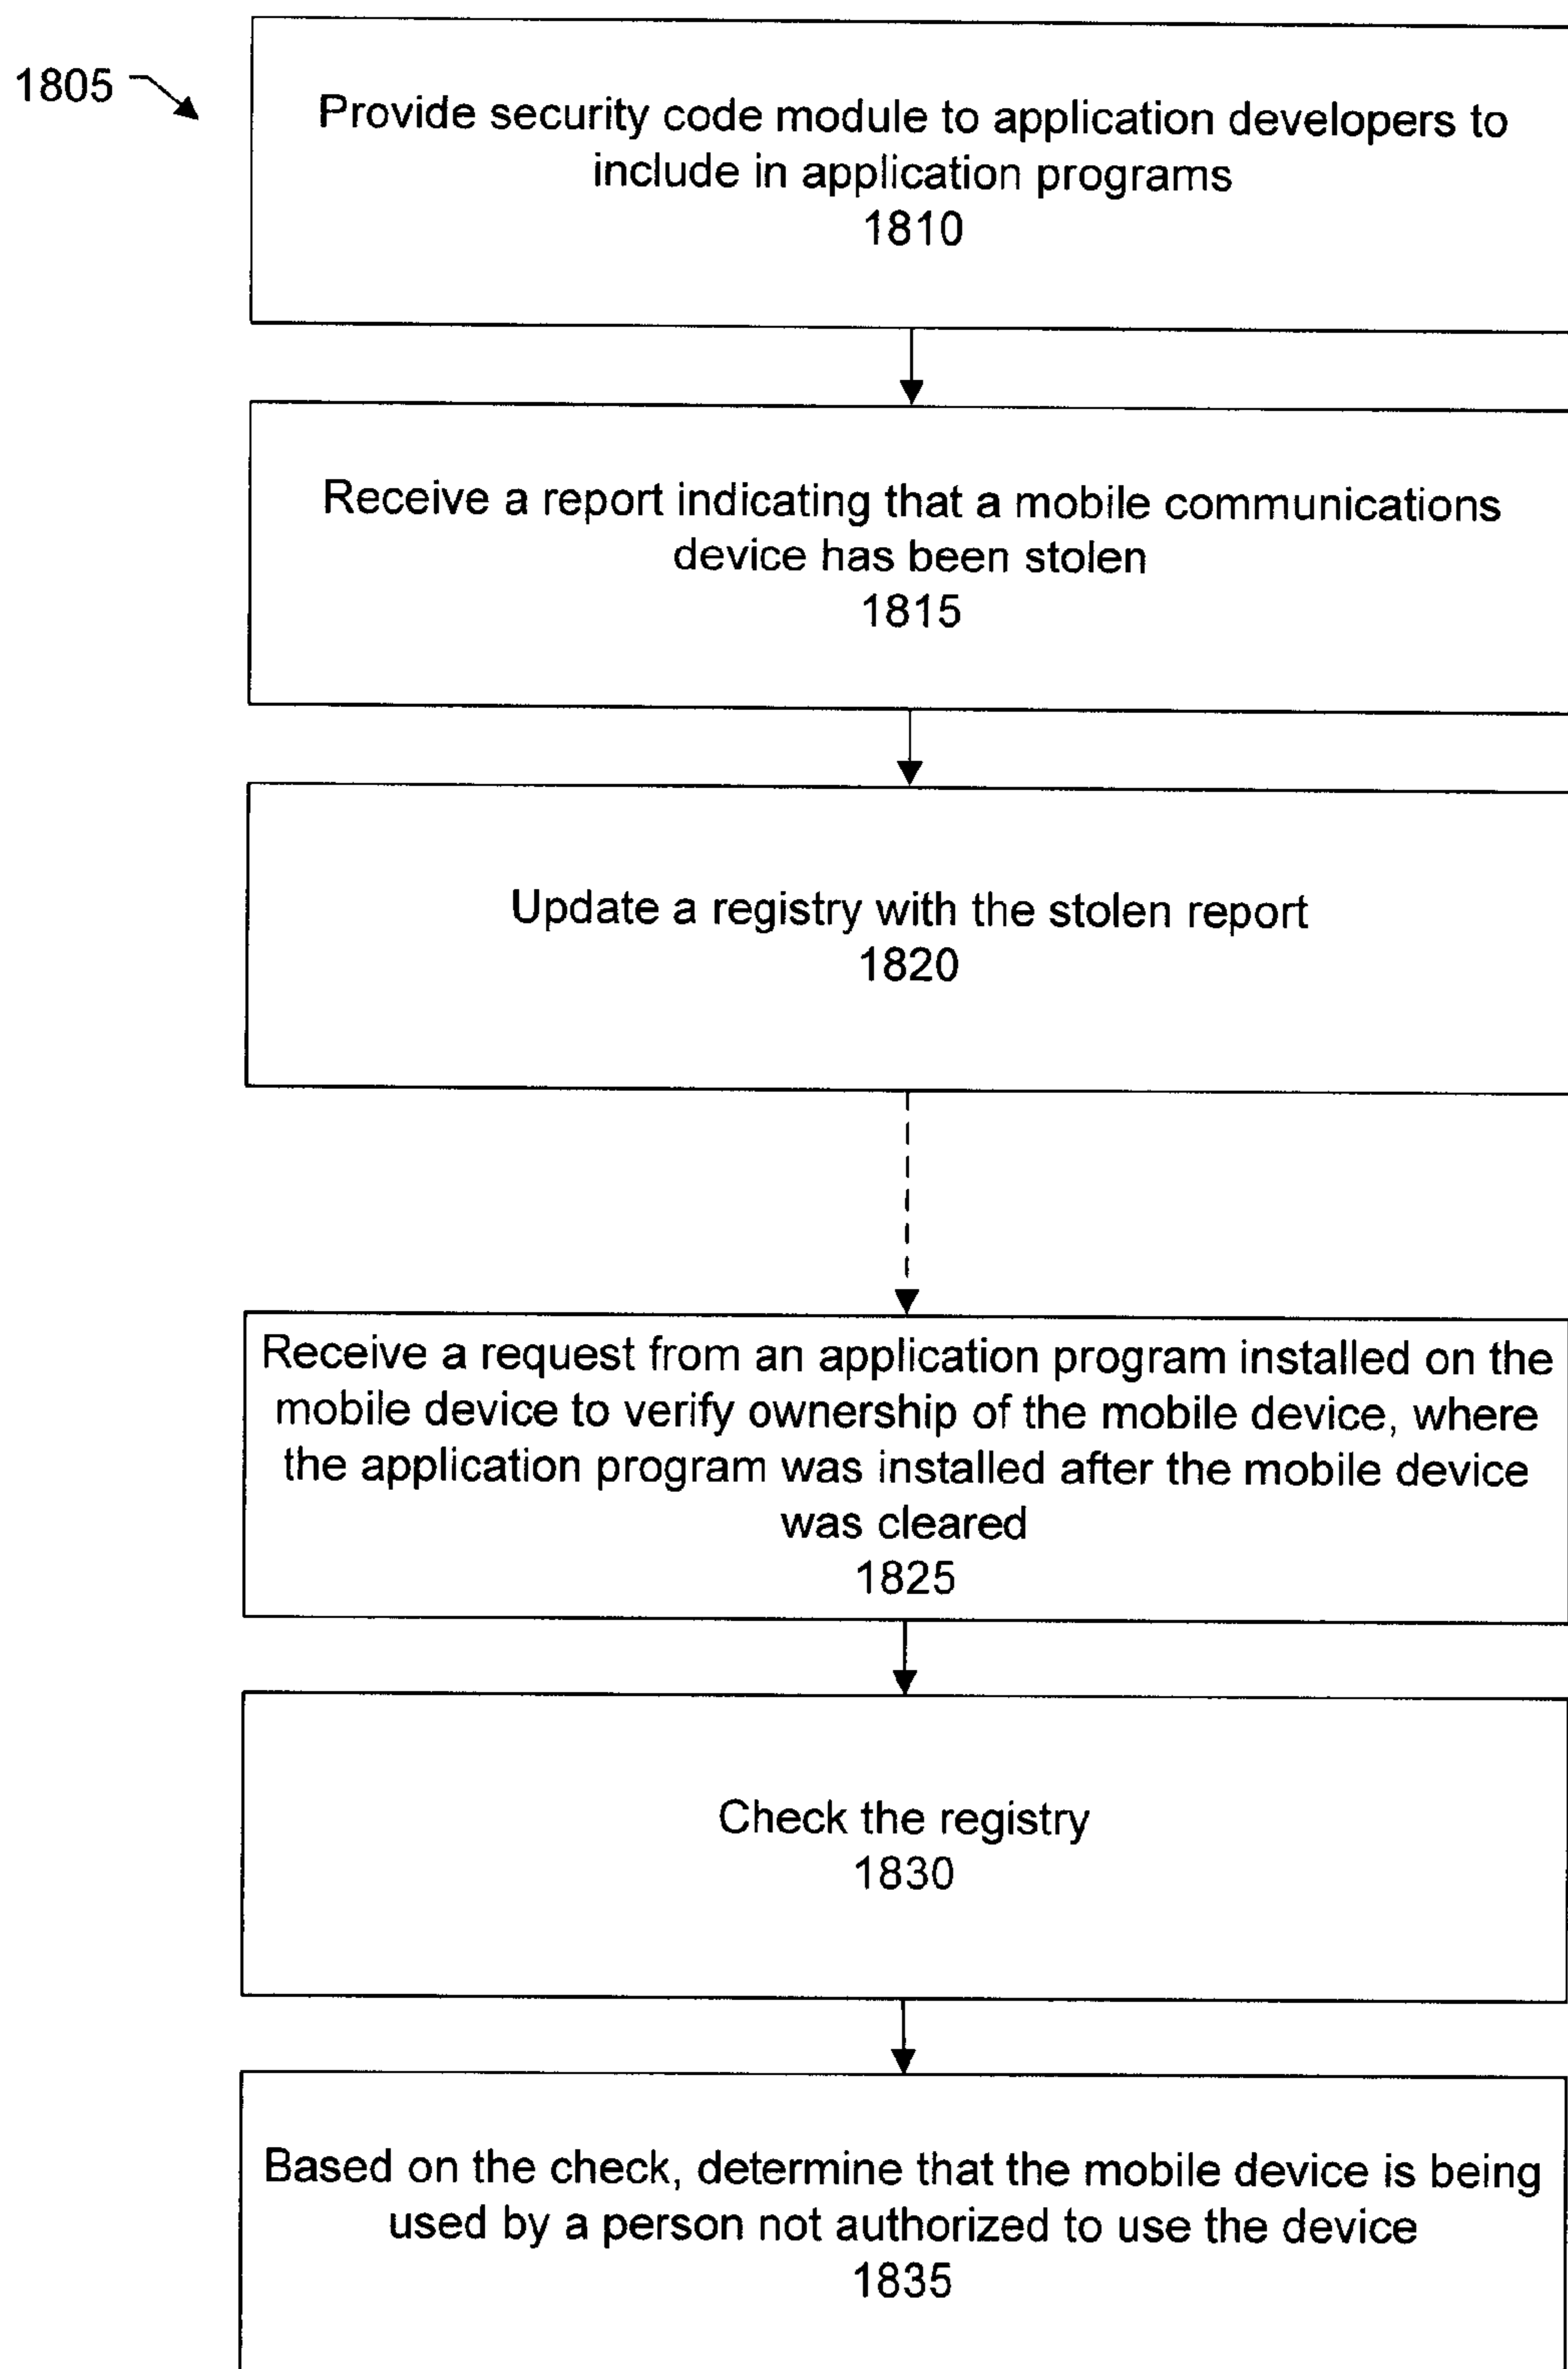 1805
Provide security code module to application developers to
include in application programs
1810
Receive a report indicating that a mobile communications
device has been stolen
1815
Update a registry with the stolen report
1820
Receive a request from an application program installed on the
mobile device to verify ownership of the mobile device, where
the application program was installed after the mobile device
was cleared
1825
Check the registry
1830
Based on the check, determine that the mobile device is being
used by a person not authorized to use the device
1835